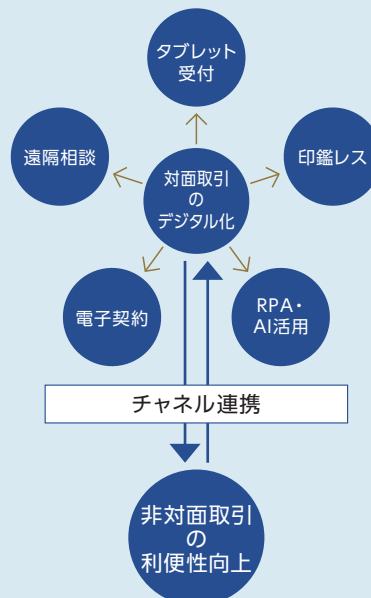 タブレット
受付
遠隔相談
対面取引
の
デジタル化
印鑑レス
電子契約
RPA・
AI活用
チャネル連携
非対面取引
の
利便性向上